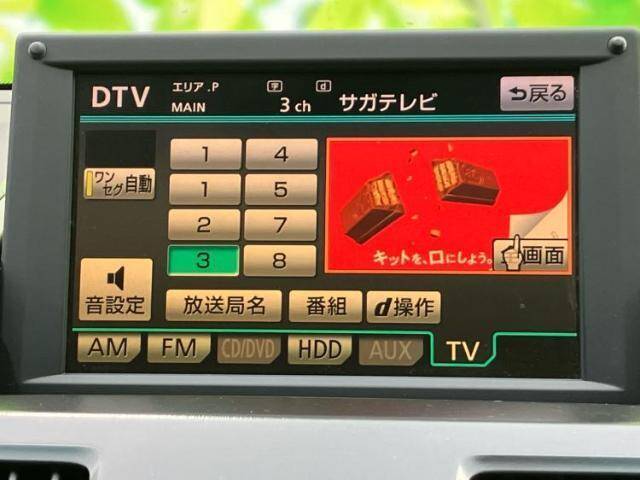 DTV
エリア.P
MAIN
字
d
3 ch サガテレビ
戻る
ワンセグ 自動
1 4
1 5
2 7
3 8
キットを、口にしよう。
画面
音設定
放送局名
番組
d操作
AM
FM
CD/DVD
HDD
AUX
TV